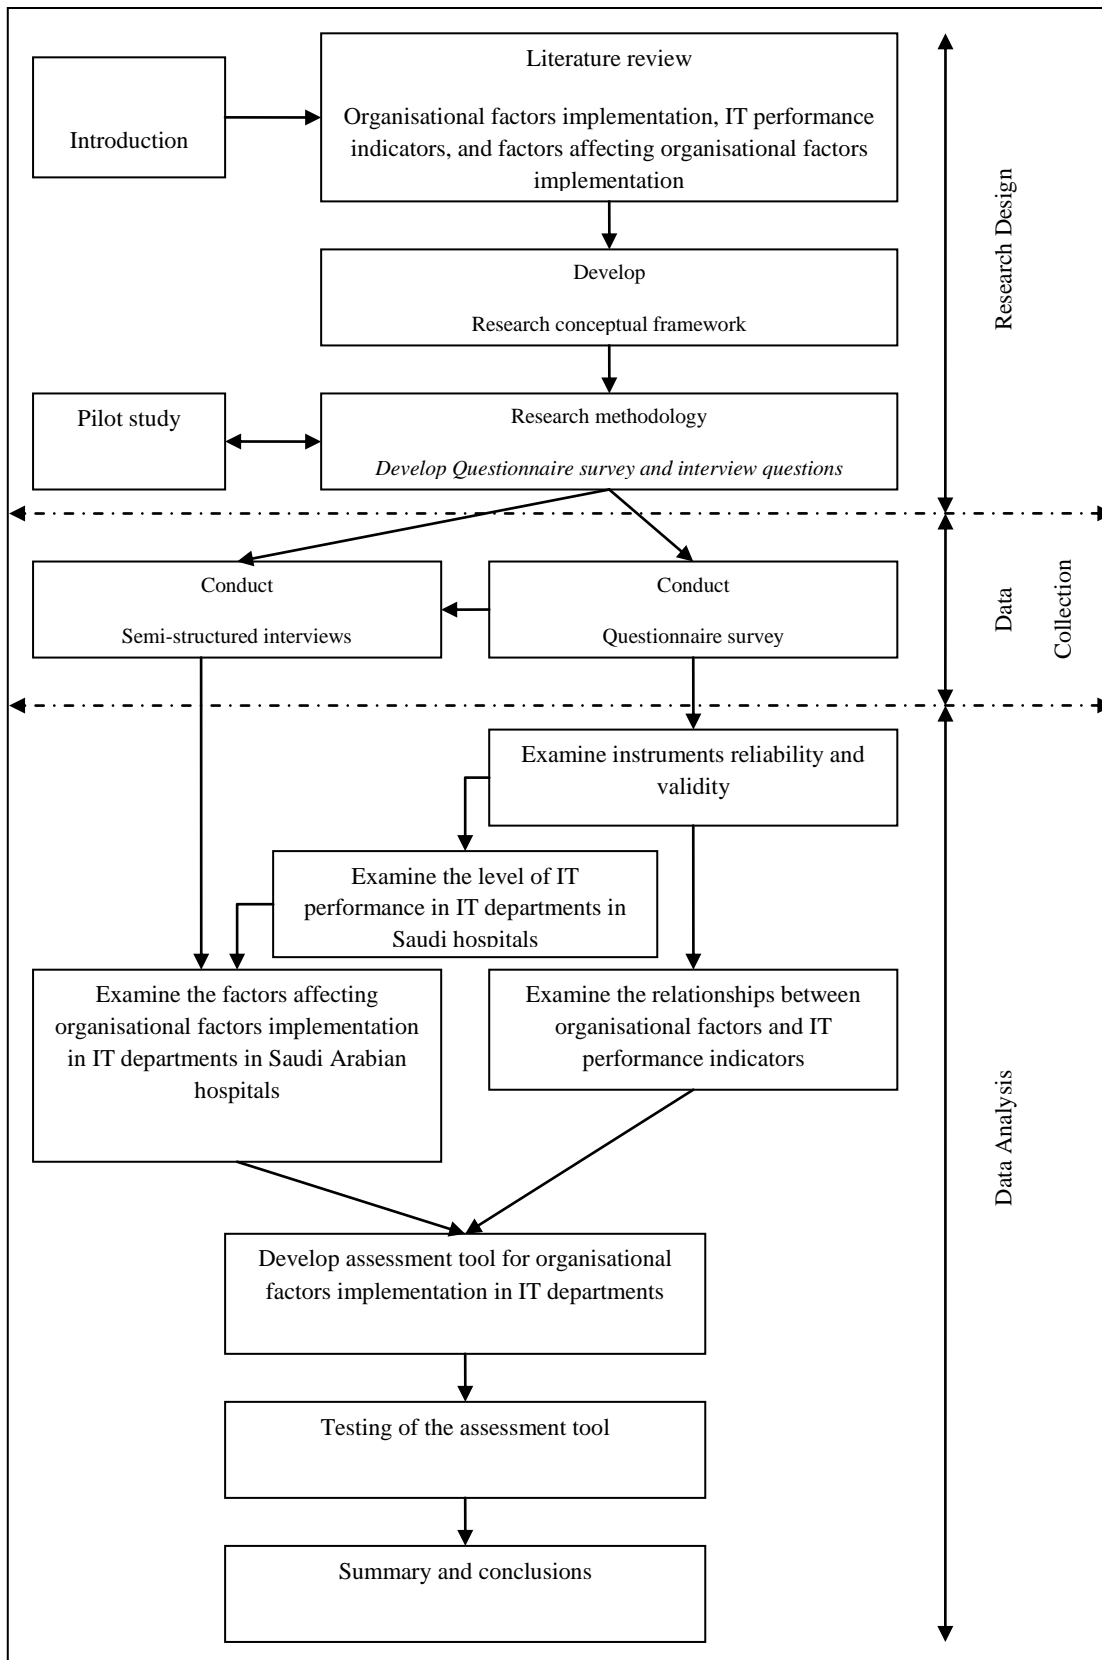 Introduction
Literature review
Organisational factors implementation, IT performance
indicators, and factors affecting organisational factors
implementation
Develop
Research conceptual framework
Pilot study
Research methodology
Develop Questionnaire survey and interview questions
Research Design
Conduct
Semi-structured interviews
Conduct
Questionnaire survey
Data
Collection
Examine instruments reliability and
validity
Examine the level of IT
performance in IT departments in
Saudi hospitals
Examine the factors affecting
organisational factors implementation
in IT departments in Saudi Arabian
hospitals
Examine the relationships between
organisational factors and IT
performance indicators
Data Analysis
Develop assessment tool for organisational
factors implementation in IT departments
Testing of the assessment tool
Summary and conclusions